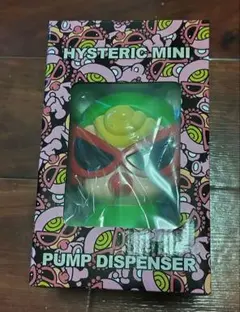 HYSTERIC MINI
PUMP DISPENSER